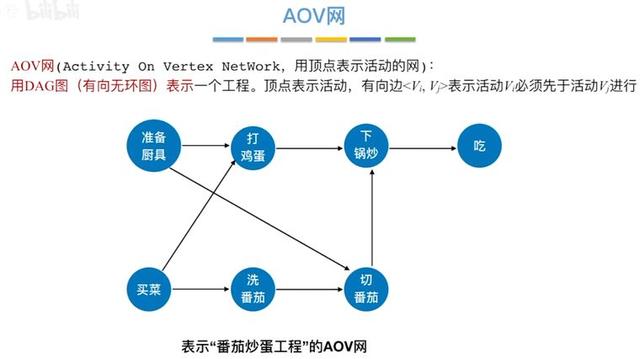 bilibili
AOV网
AOV网(Activity On Vertex NetWork，用顶点表示活动的网)：
用DAG图（有向无环图）表示一个工程。顶点表示活动，有向边<Vi, Vj>表示活动Vi必须先于活动Vj进行
准备
厨具
打
鸡蛋
下
锅炒
吃
买菜
洗
番茄
切
番茄
表示“番茄炒蛋工程”的AOV网